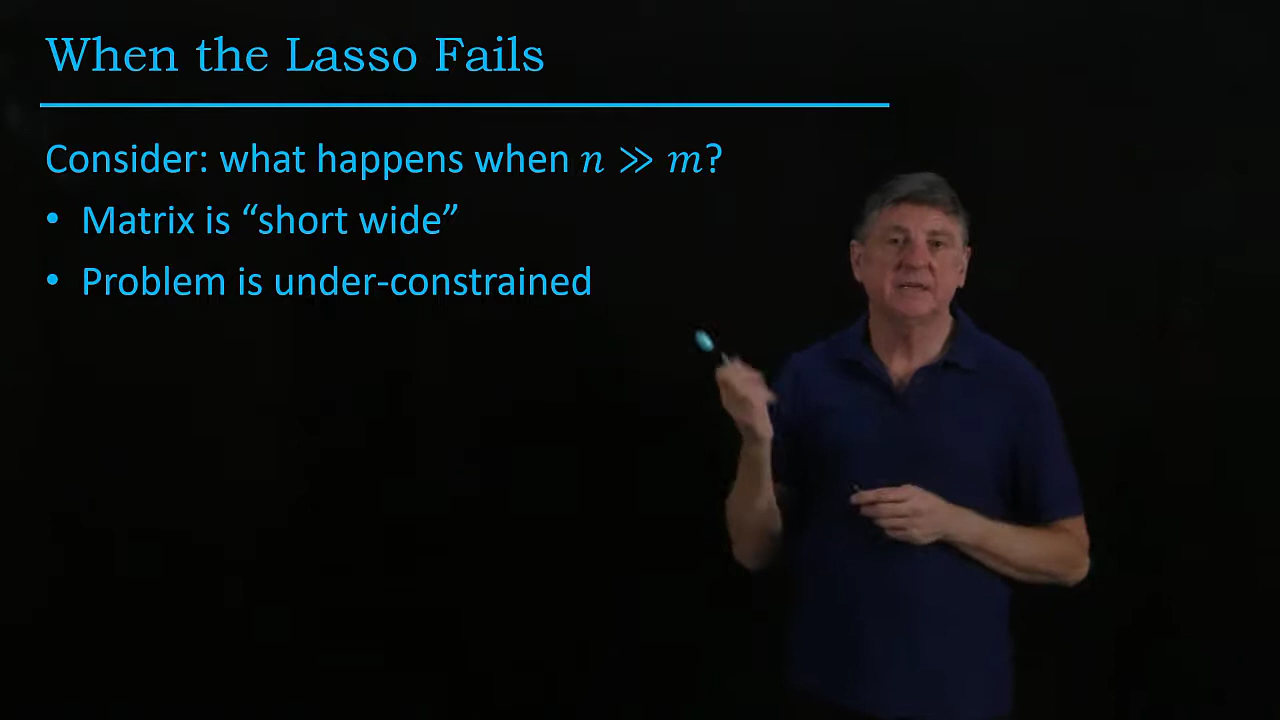 When the Lasso Fails
Consider: what happens when n ≫ m?
• Matrix is “short wide”
• Problem is under-constrained